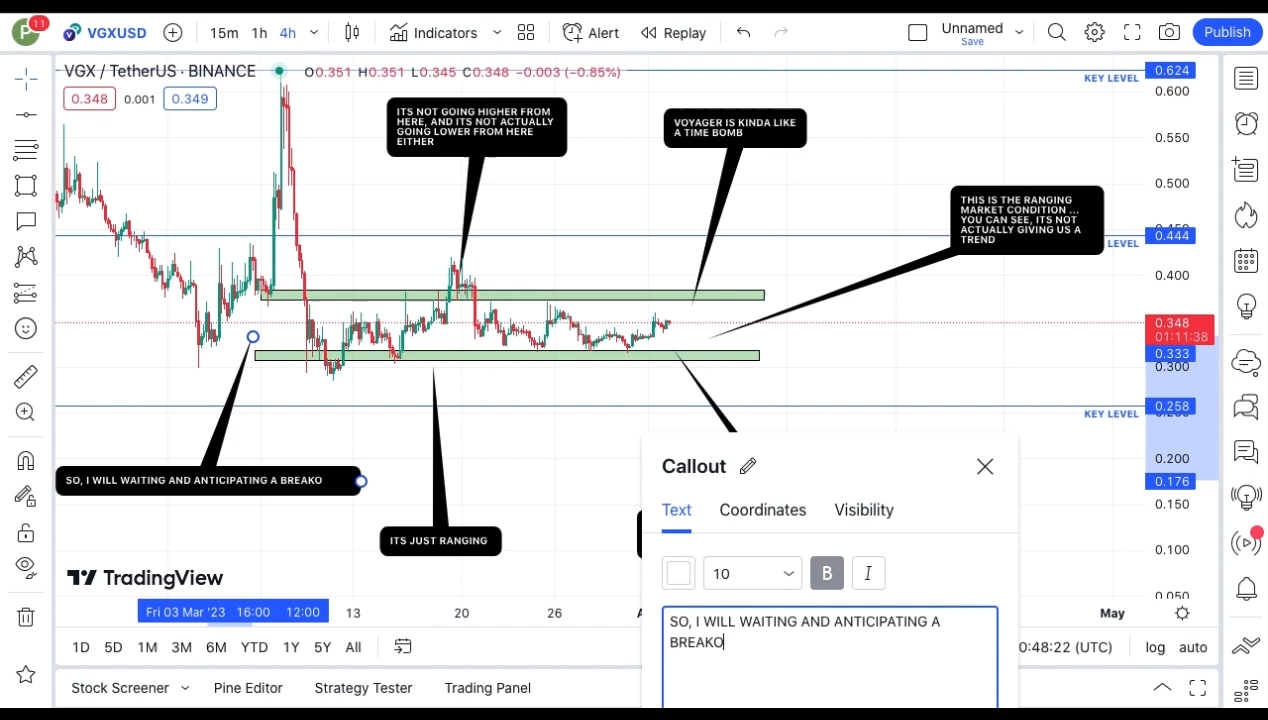 P
11
VGXUSD
15m 1h 4h
Indicators
Alert
Replay
Unnamed
Save
Publish
VGX / TetherUS · BINANCE
O0.351 H0.351 L0.345 C0.348 −0.003 (−0.85%)
0.348 0.001 0.349
KEY LEVEL
0.624
0.600
ITS NOT GOING HIGHER FROM
HERE, AND ITS NOT ACTUALLY
GOING LOWER FROM HERE
EITHER
VOYAGER IS KINDA LIKE
A TIME BOMB
0.550
0.500
THIS IS THE RANGING
MARKET CONDITION ...
YOU CAN SEE, ITS NOT
ACTUALLY GIVING US A
TREND
LEVEL
0.444
0.400
0.348
01:11:38
0.333
0.300
0.258
KEY LEVEL
0.200
0.176
0.150
0.100
0.050
SO, I WILL WAITING AND ANTICIPATING A BREAKO
ITS JUST RANGING
TradingView
Fri 03 Mar '23 16:00 12:00 13 20 26 May
Callout
Text Coordinates Visibility
10 B I
SO, I WILL WAITING AND ANTICIPATING A
BREAKO
1D 5D 1M 3M 6M YTD 1Y 5Y All
0:48:22 (UTC) log auto
Stock Screener Pine Editor Strategy Tester Trading Panel